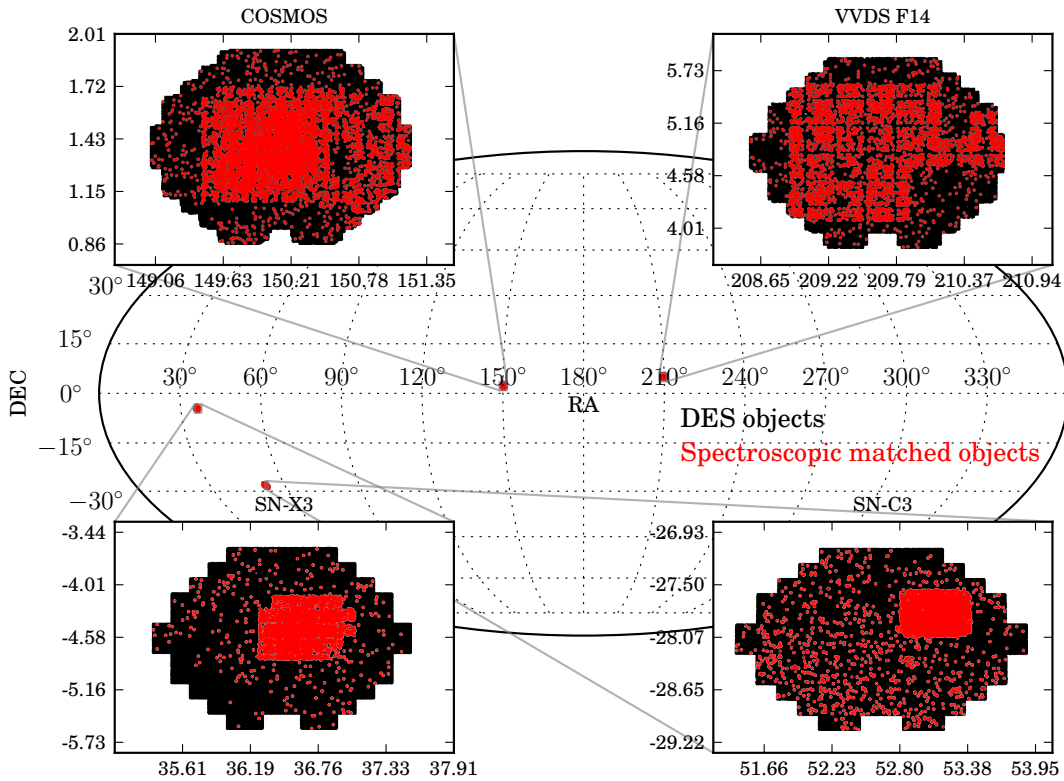 COSMOS
VVDS F14
2.01
1.72
1.43
1.15
0.86
149.06 149.63 150.21 150.78 151.35
5.73
5.16
4.58
4.01
208.65 209.22 209.79 210.37 210.94
30°
15°
0°
−15°
−30°
DEC
30° 60° 90° 120° 150° 180° 210° 240° 270° 300° 330°
RA
DES objects
Spectroscopic matched objects
SN-X3
SN-C3
-3.44
-4.01
-4.58
-5.16
-5.73
35.61 36.19 36.76 37.33 37.91
-26.93
-27.50
-28.07
-28.65
-29.22
51.66 52.23 52.80 53.38 53.95